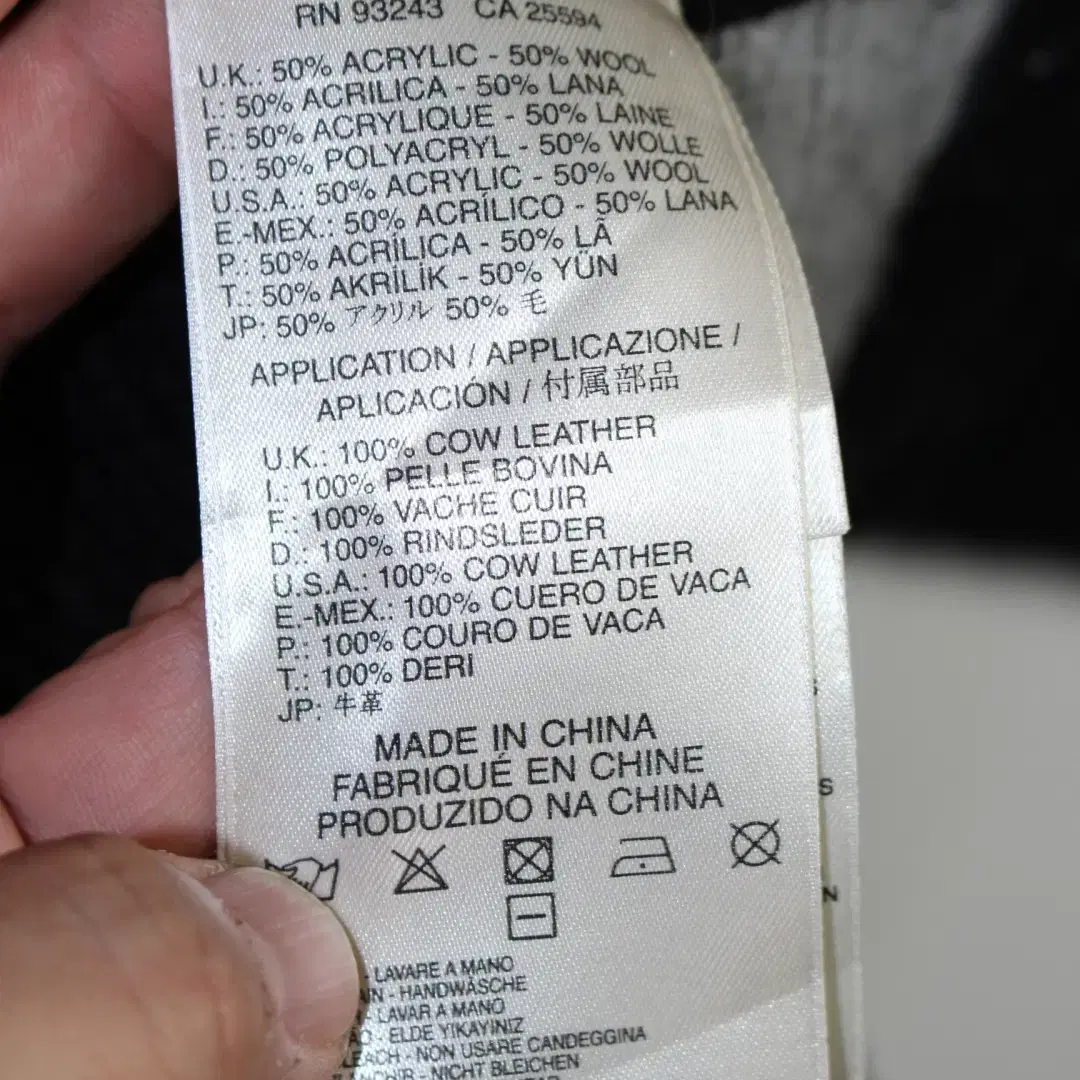 RN 93243 CA 25594
U.K.: 50% ACRYLIC - 50% WOOL
I.: 50% ACRILICA - 50% LANA
F.: 50% ACRYLIQUE - 50% LAINE
D.: 50% POLYACRYL - 50% WOLLE
U.S.A.: 50% ACRYLIC - 50% WOOL
E.-MEX.: 50% ACRÍLICO - 50% LANA
P.: 50% ACRÍLICA - 50% LÃ
T.: 50% AKRİLİK - 50% YÜN
JP: 50% アクリル 50% 毛
APPLICATION / APPLICAZIONE /
APLICACIÓN / 付属部品
U.K.: 100% COW LEATHER
I.: 100% PELLE BOVINA
F.: 100% VACHE CUIR
D.: 100% RINDSLEDER
U.S.A.: 100% COW LEATHER
E.-MEX.: 100% CUERO DE VACA
P.: 100% COURO DE VACA
T.: 100% DERİ
JP: 牛革
MADE IN CHINA
FABRIQUÉ EN CHINE
PRODUZIDO NA CHINA
- LAVARE A MANO
- HANDWÄSCHE
- LAVAR A MANO
- ELDE YIKAYINIZ
- NON USARE CANDEGGINA
- NICHT BLEICHEN
S
N